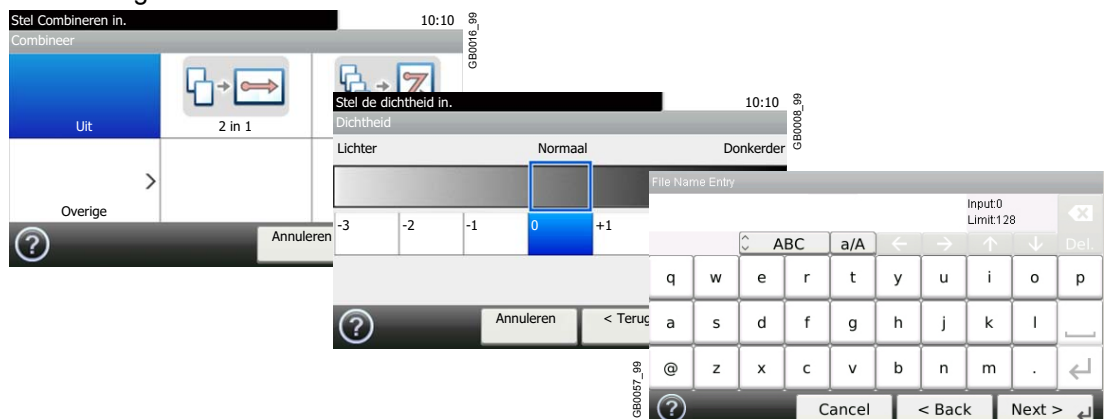 Stel Combineren in. 10:10
Combineer
Uit
2 in 1
Overige
Annuleren
GB0016_99
Stel de dichtheid in. 10:10
Dichtheid
Lichter Normaal Donkerder
-3 -2 -1 0 +1
Annuleren < Terug
GB0008_99
File Name Entry
Input:0
Limit:128
ABC a/A Del.
q w e r t y u i o p
a s d f g h j k l
@ z x c v b n m .
Cancel < Back Next >
GB0057_99